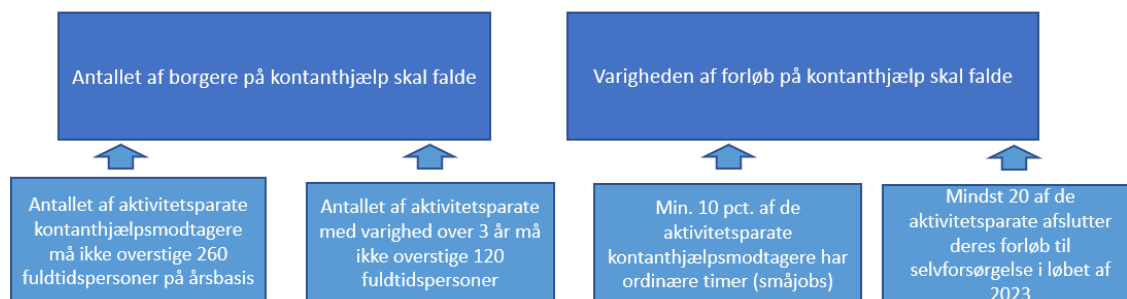 Antallet af borgere på kontanthjælp skal falde
Varigheden af forløb på kontanthjælp skal falde
Antallet af aktivitetsparate
kontanthjælpsmodtagere
må ikke overstige 260
fuldtidspersoner på årsbasis
Antallet af aktivitetsparate
med varighed over 3 år må
ikke overstige 120
fuldtidspersoner
Min. 10 pct. af de
aktivitetsparate
kontanthjælpsmodtagere har
ordinære timer (småjobs)
Mindst 20 af de
aktivitetsparate afslutter
deres forløb til
selvforsørgelse i løbet af
2023